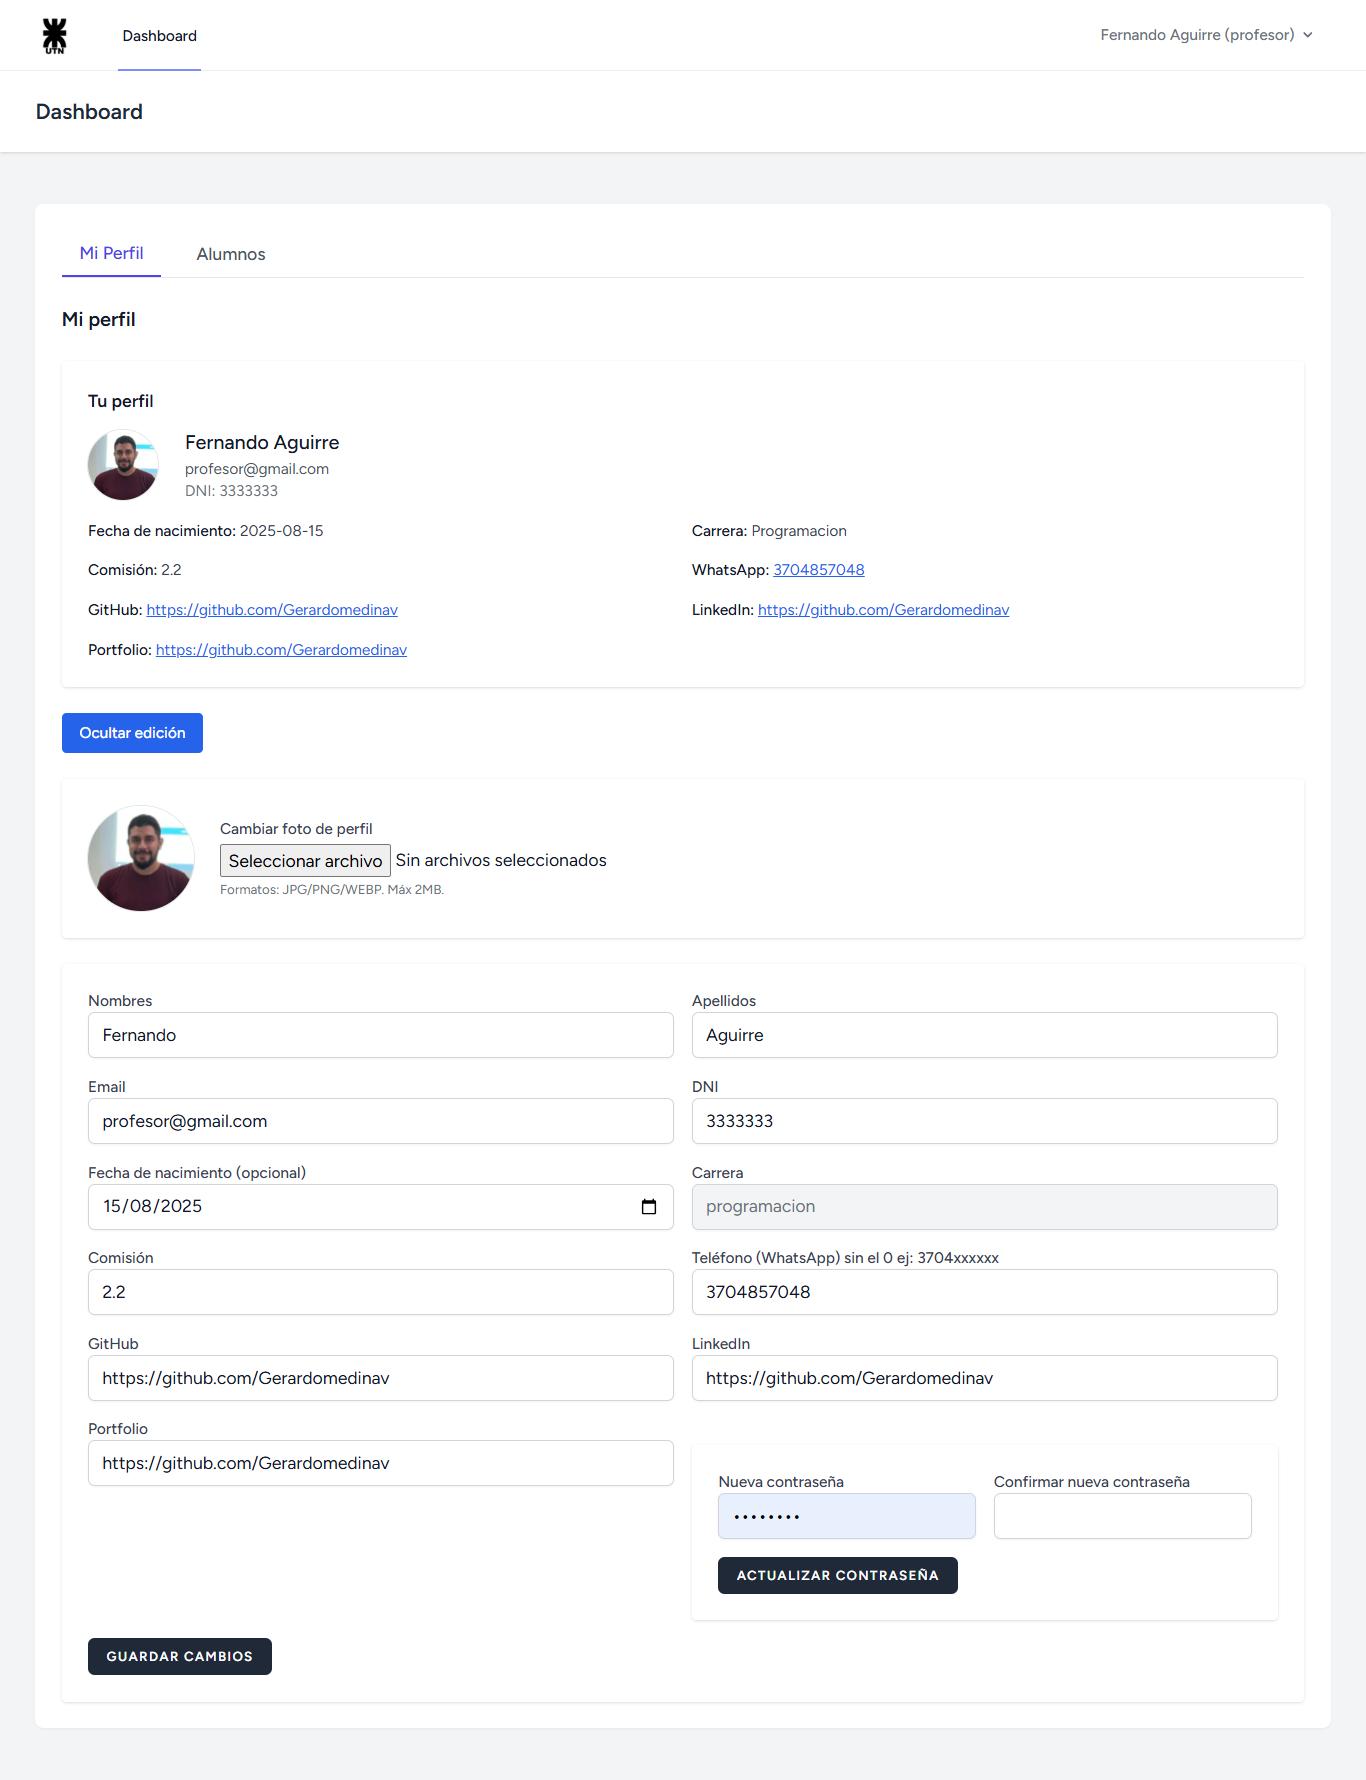 UTN
Dashboard
Fernando Aguirre (profesor)
Dashboard
Mi Perfil
Alumnos
Mi perfil
Tu perfil
Fernando Aguirre
profesor@gmail.com
DNI: 3333333
Fecha de nacimiento: 2025-08-15
Carrera: Programacion
Comisión: 2.2
WhatsApp: 3704857048
GitHub: https://github.com/Gerardomedinav
LinkedIn: https://github.com/Gerardomedinav
Portfolio: https://github.com/Gerardomedinav
Ocultar edición
Cambiar foto de perfil
Seleccionar archivo Sin archivos seleccionados
Formatos: JPG/PNG/WEBP. Máx 2MB.
Nombres
Fernando
Apellidos
Aguirre
Email
profesor@gmail.com
DNI
3333333
Fecha de nacimiento (opcional)
15/08/2025
Carrera
programacion
Comisión
2.2
Teléfono (WhatsApp) sin el 0 ej: 3704xxxxxx
3704857048
GitHub
https://github.com/Gerardomedinav
LinkedIn
https://github.com/Gerardomedinav
Portfolio
https://github.com/Gerardomedinav
Nueva contraseña
••••••••
Confirmar nueva contraseña
ACTUALIZAR CONTRASEÑA
GUARDAR CAMBIOS